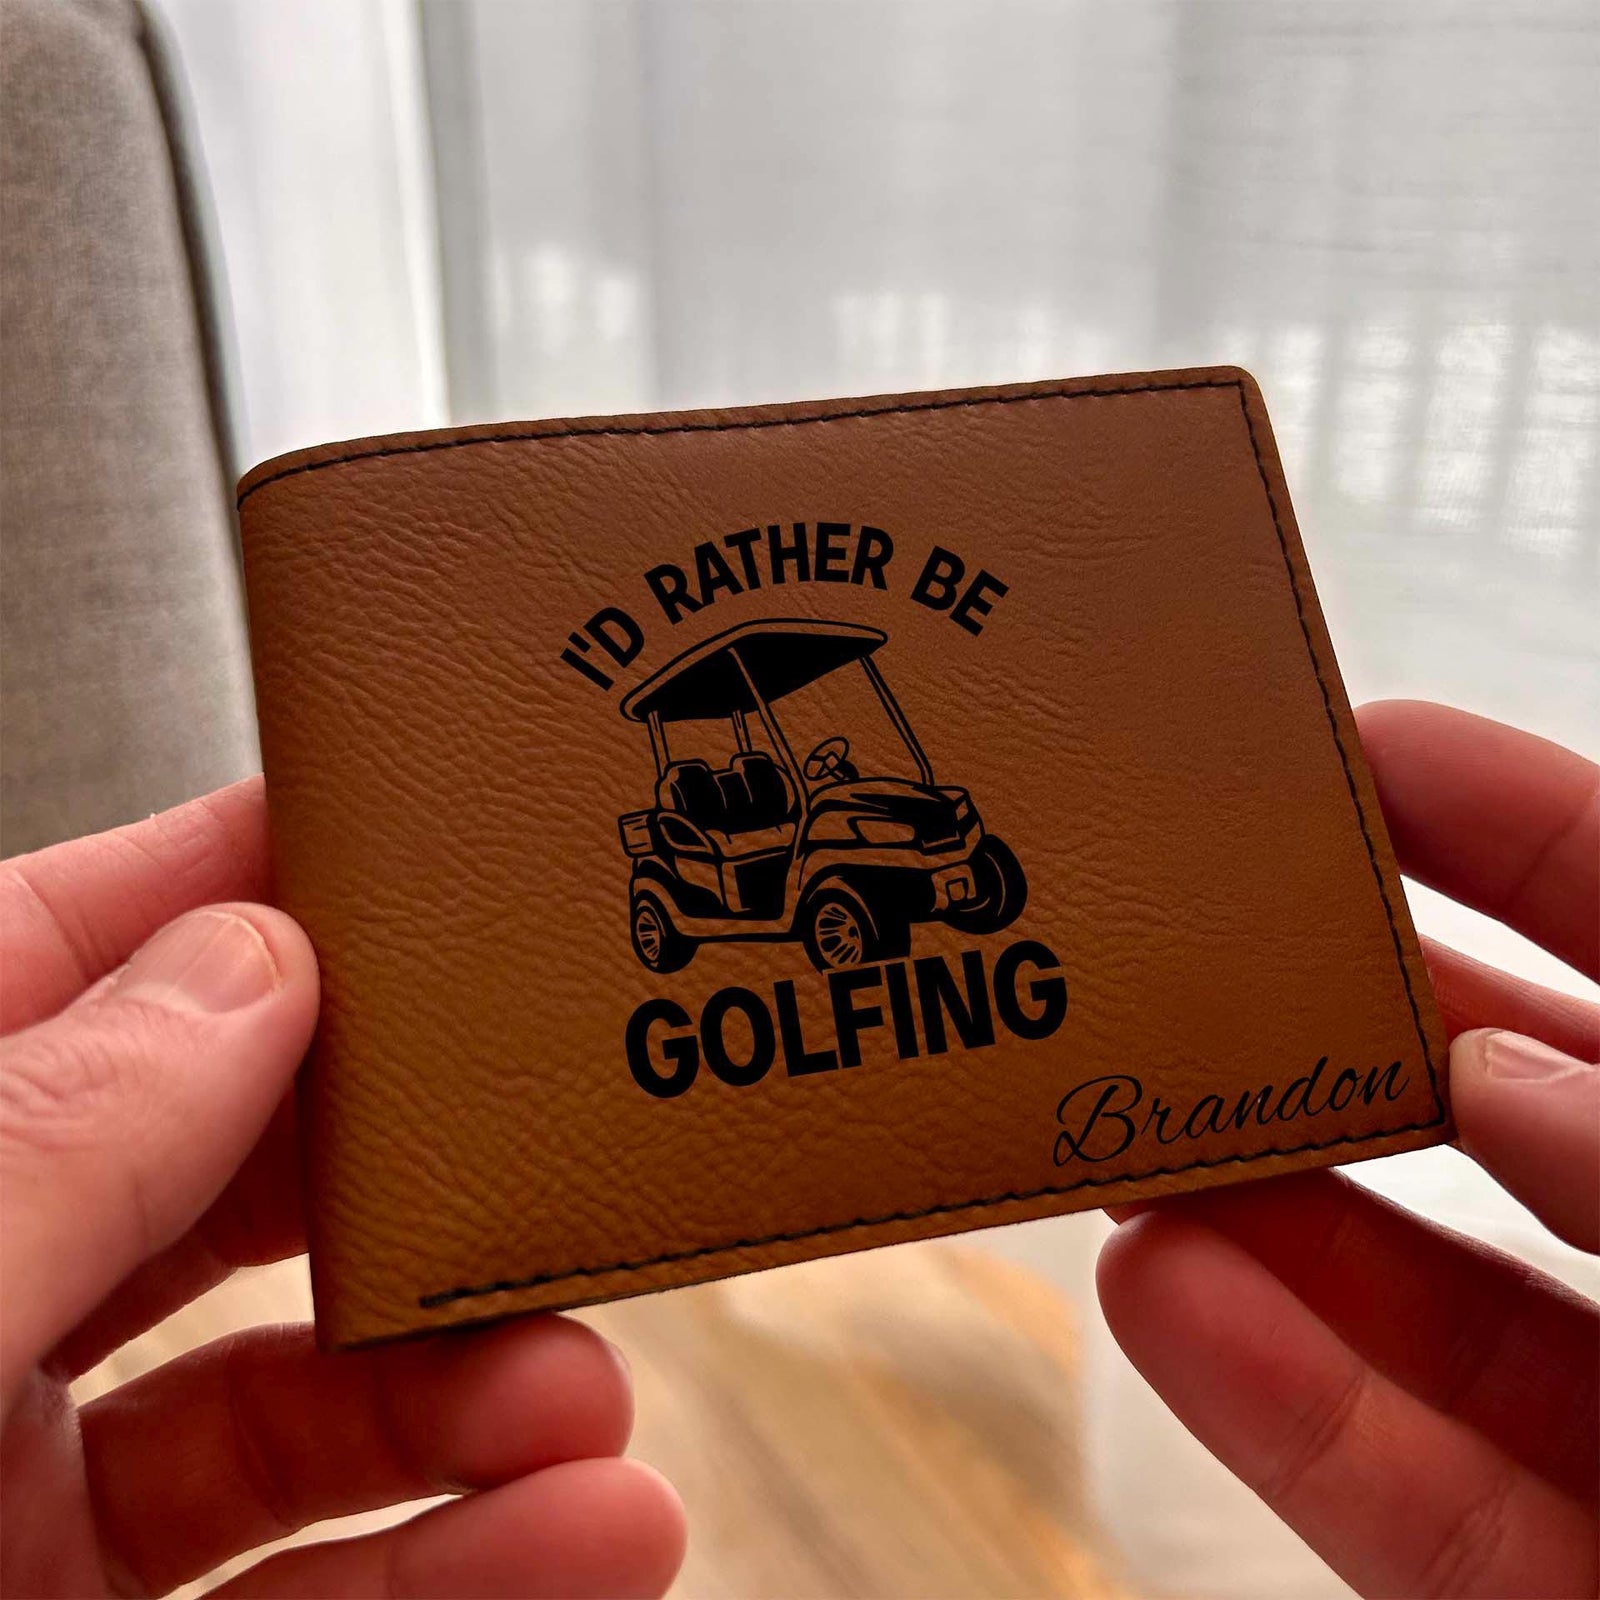 I'D RATHER BE
GOLFING
Brandon